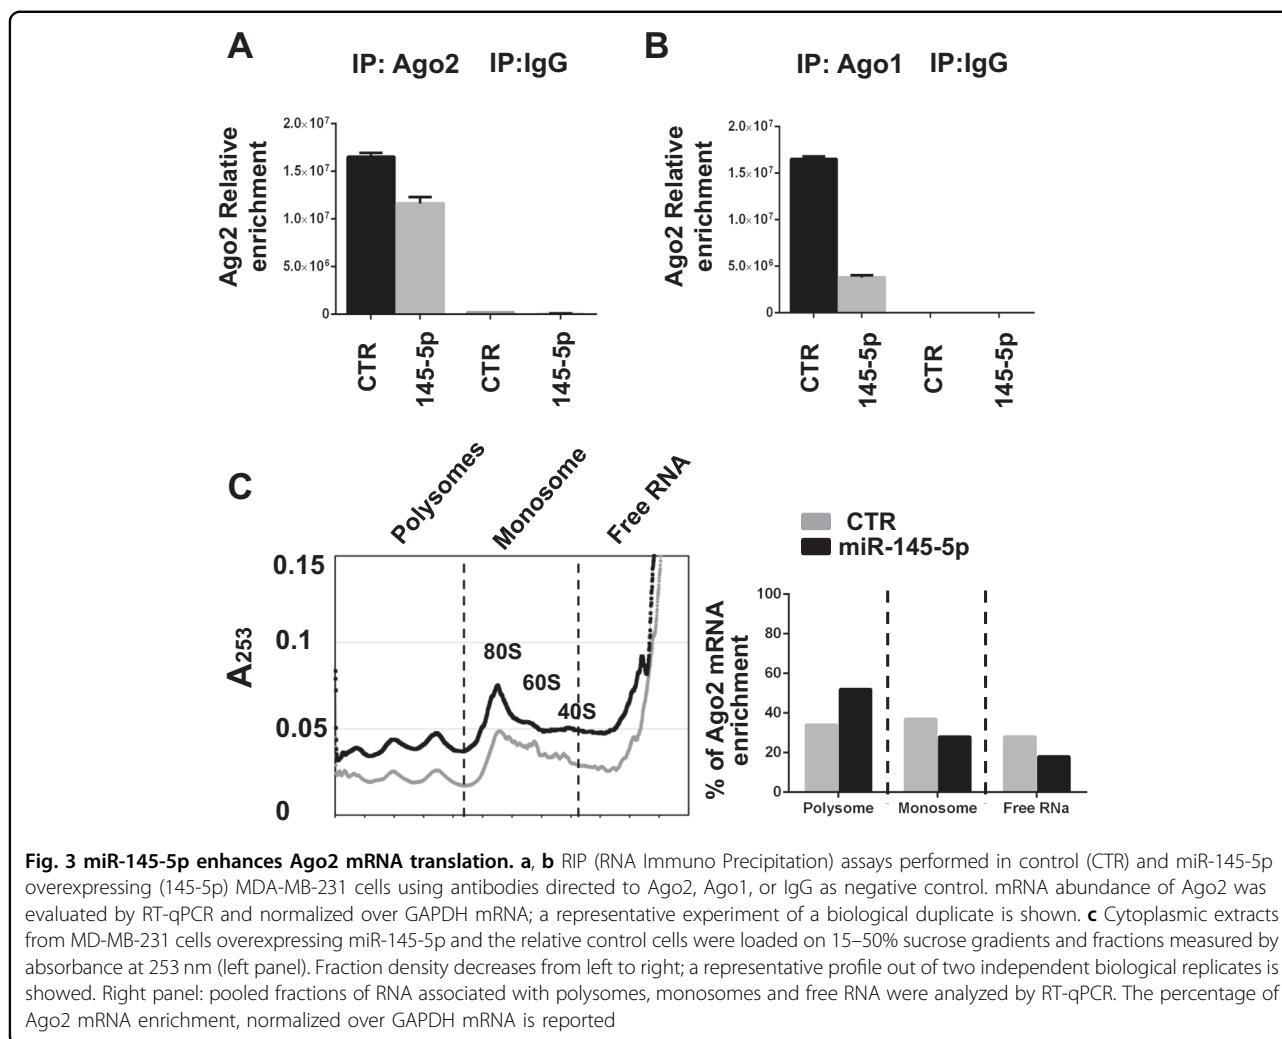 A
IP: Ago2 IP:IgG
Ago2 Relative
enrichment
2.0×10⁷
1.5×10⁷
1.0×10⁷
5.0×10⁶
0
CTR
145-5p
CTR
145-5p
B
IP: Ago1 IP:IgG
Ago2 Relative
enrichment
2.0×10⁷
1.5×10⁷
1.0×10⁷
5.0×10⁶
0
CTR
145-5p
CTR
145-5p
C
Polysomes
Monosome
Free RNA
A253
0.15
0.1
0.05
0
80S
60S
40S
CTR
miR-145-5p
% of Ago2 mRNA
enrichment
100
80
60
40
20
0
Polysome
Monosome
Free RNa
Fig. 3 miR-145-5p enhances Ago2 mRNA translation. a, b RIP (RNA Immuno Precipitation) assays performed in control (CTR) and miR-145-5p
overexpressing (145-5p) MDA-MB-231 cells using antibodies directed to Ago2, Ago1, or IgG as negative control. mRNA abundance of Ago2 was
evaluated by RT-qPCR and normalized over GAPDH mRNA; a representative experiment of a biological duplicate is shown. c Cytoplasmic extracts
from MD-MB-231 cells overexpressing miR-145-5p and the relative control cells were loaded on 15–50% sucrose gradients and fractions measured by
absorbance at 253 nm (left panel). Fraction density decreases from left to right; a representative profile out of two independent biological replicates is
showed. Right panel: pooled fractions of RNA associated with polysomes, monosomes and free RNA were analyzed by RT-qPCR. The percentage of
Ago2 mRNA enrichment, normalized over GAPDH mRNA is reported